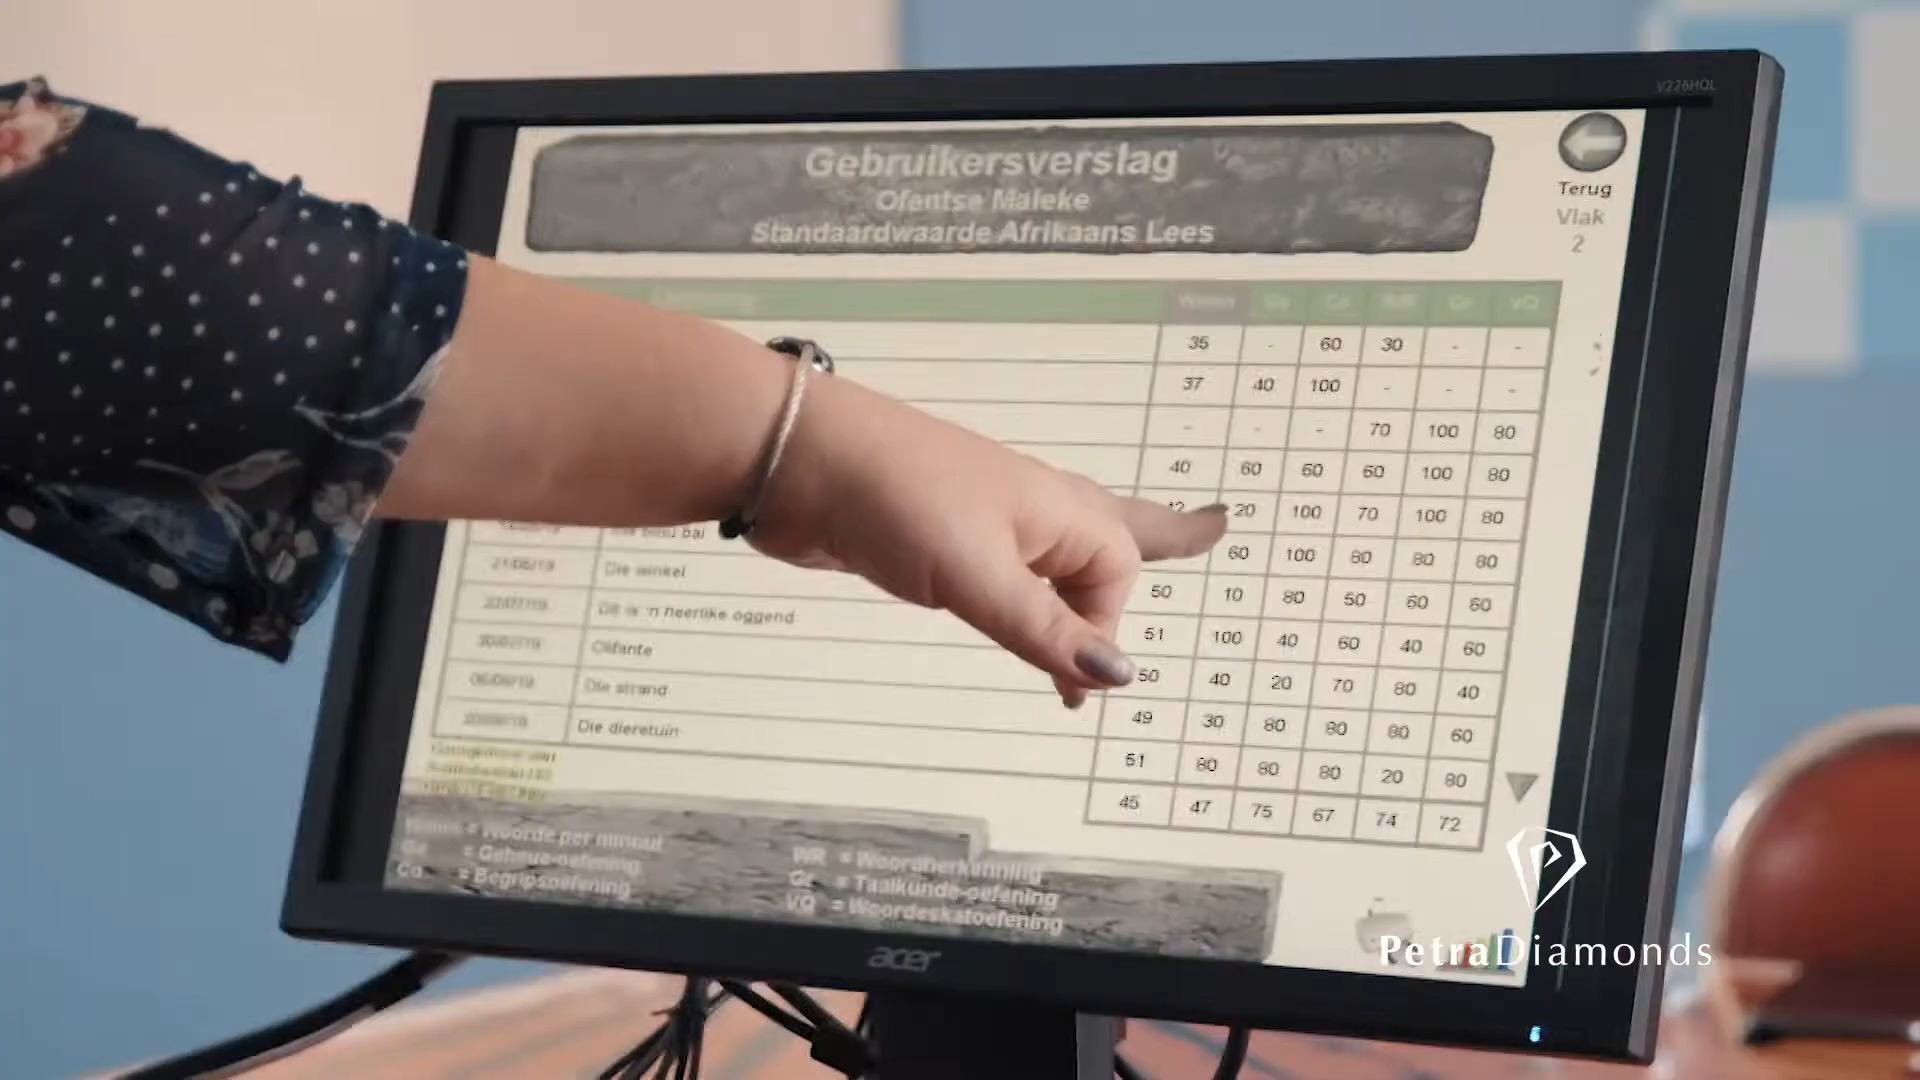 V226HQL
Gebruikersverslag
Ofentse Maleke
Standaardwaarde Afrikaans Lees
Terug
Vlak
2
VO
35 - 60 30 - -
37 40 100 - - -
- - - 70 100 80
40 60 60 60 100 80
20 100 70 100 80
60 100 80 80 80
21/06/19 Die winkel 50 10 80 50 60 60
Dit is 'n heerlike oggend 51 100 40 60 40 60
Olifante 50 40 20 70 80 40
Die strand 49 30 80 80 80 60
Die dieretuin 51 80 80 80 20 80
45 47 75 67 74 72
= Woorde per minuut
= Geheue-oefening
= Begripsoefening
WR = Woordherkenning
= Taalkunde-oefening
VO = Woordeskatoefening
acer
PetraDiamonds